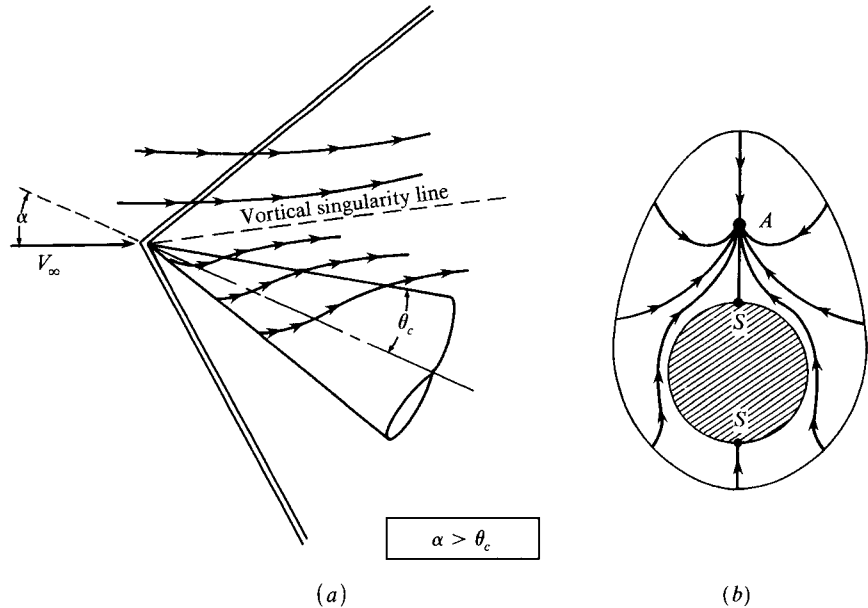 α
V∞
Vortical singularity line
θc
α > θc
(a)
A
S
S
(b)